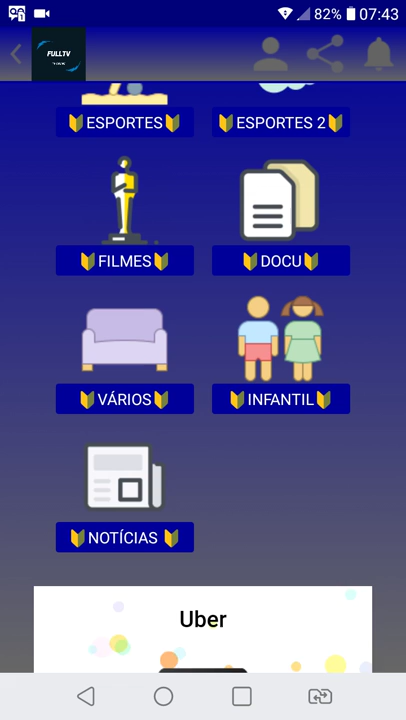 82% 07:43
FULLTV
🔰ESPORTES🔰 🔰ESPORTES 2🔰
🔰FILMES🔰 🔰DOCU🔰
🔰VÁRIOS🔰 🔰INFANTIL🔰
🔰NOTÍCIAS 🔰
Uber